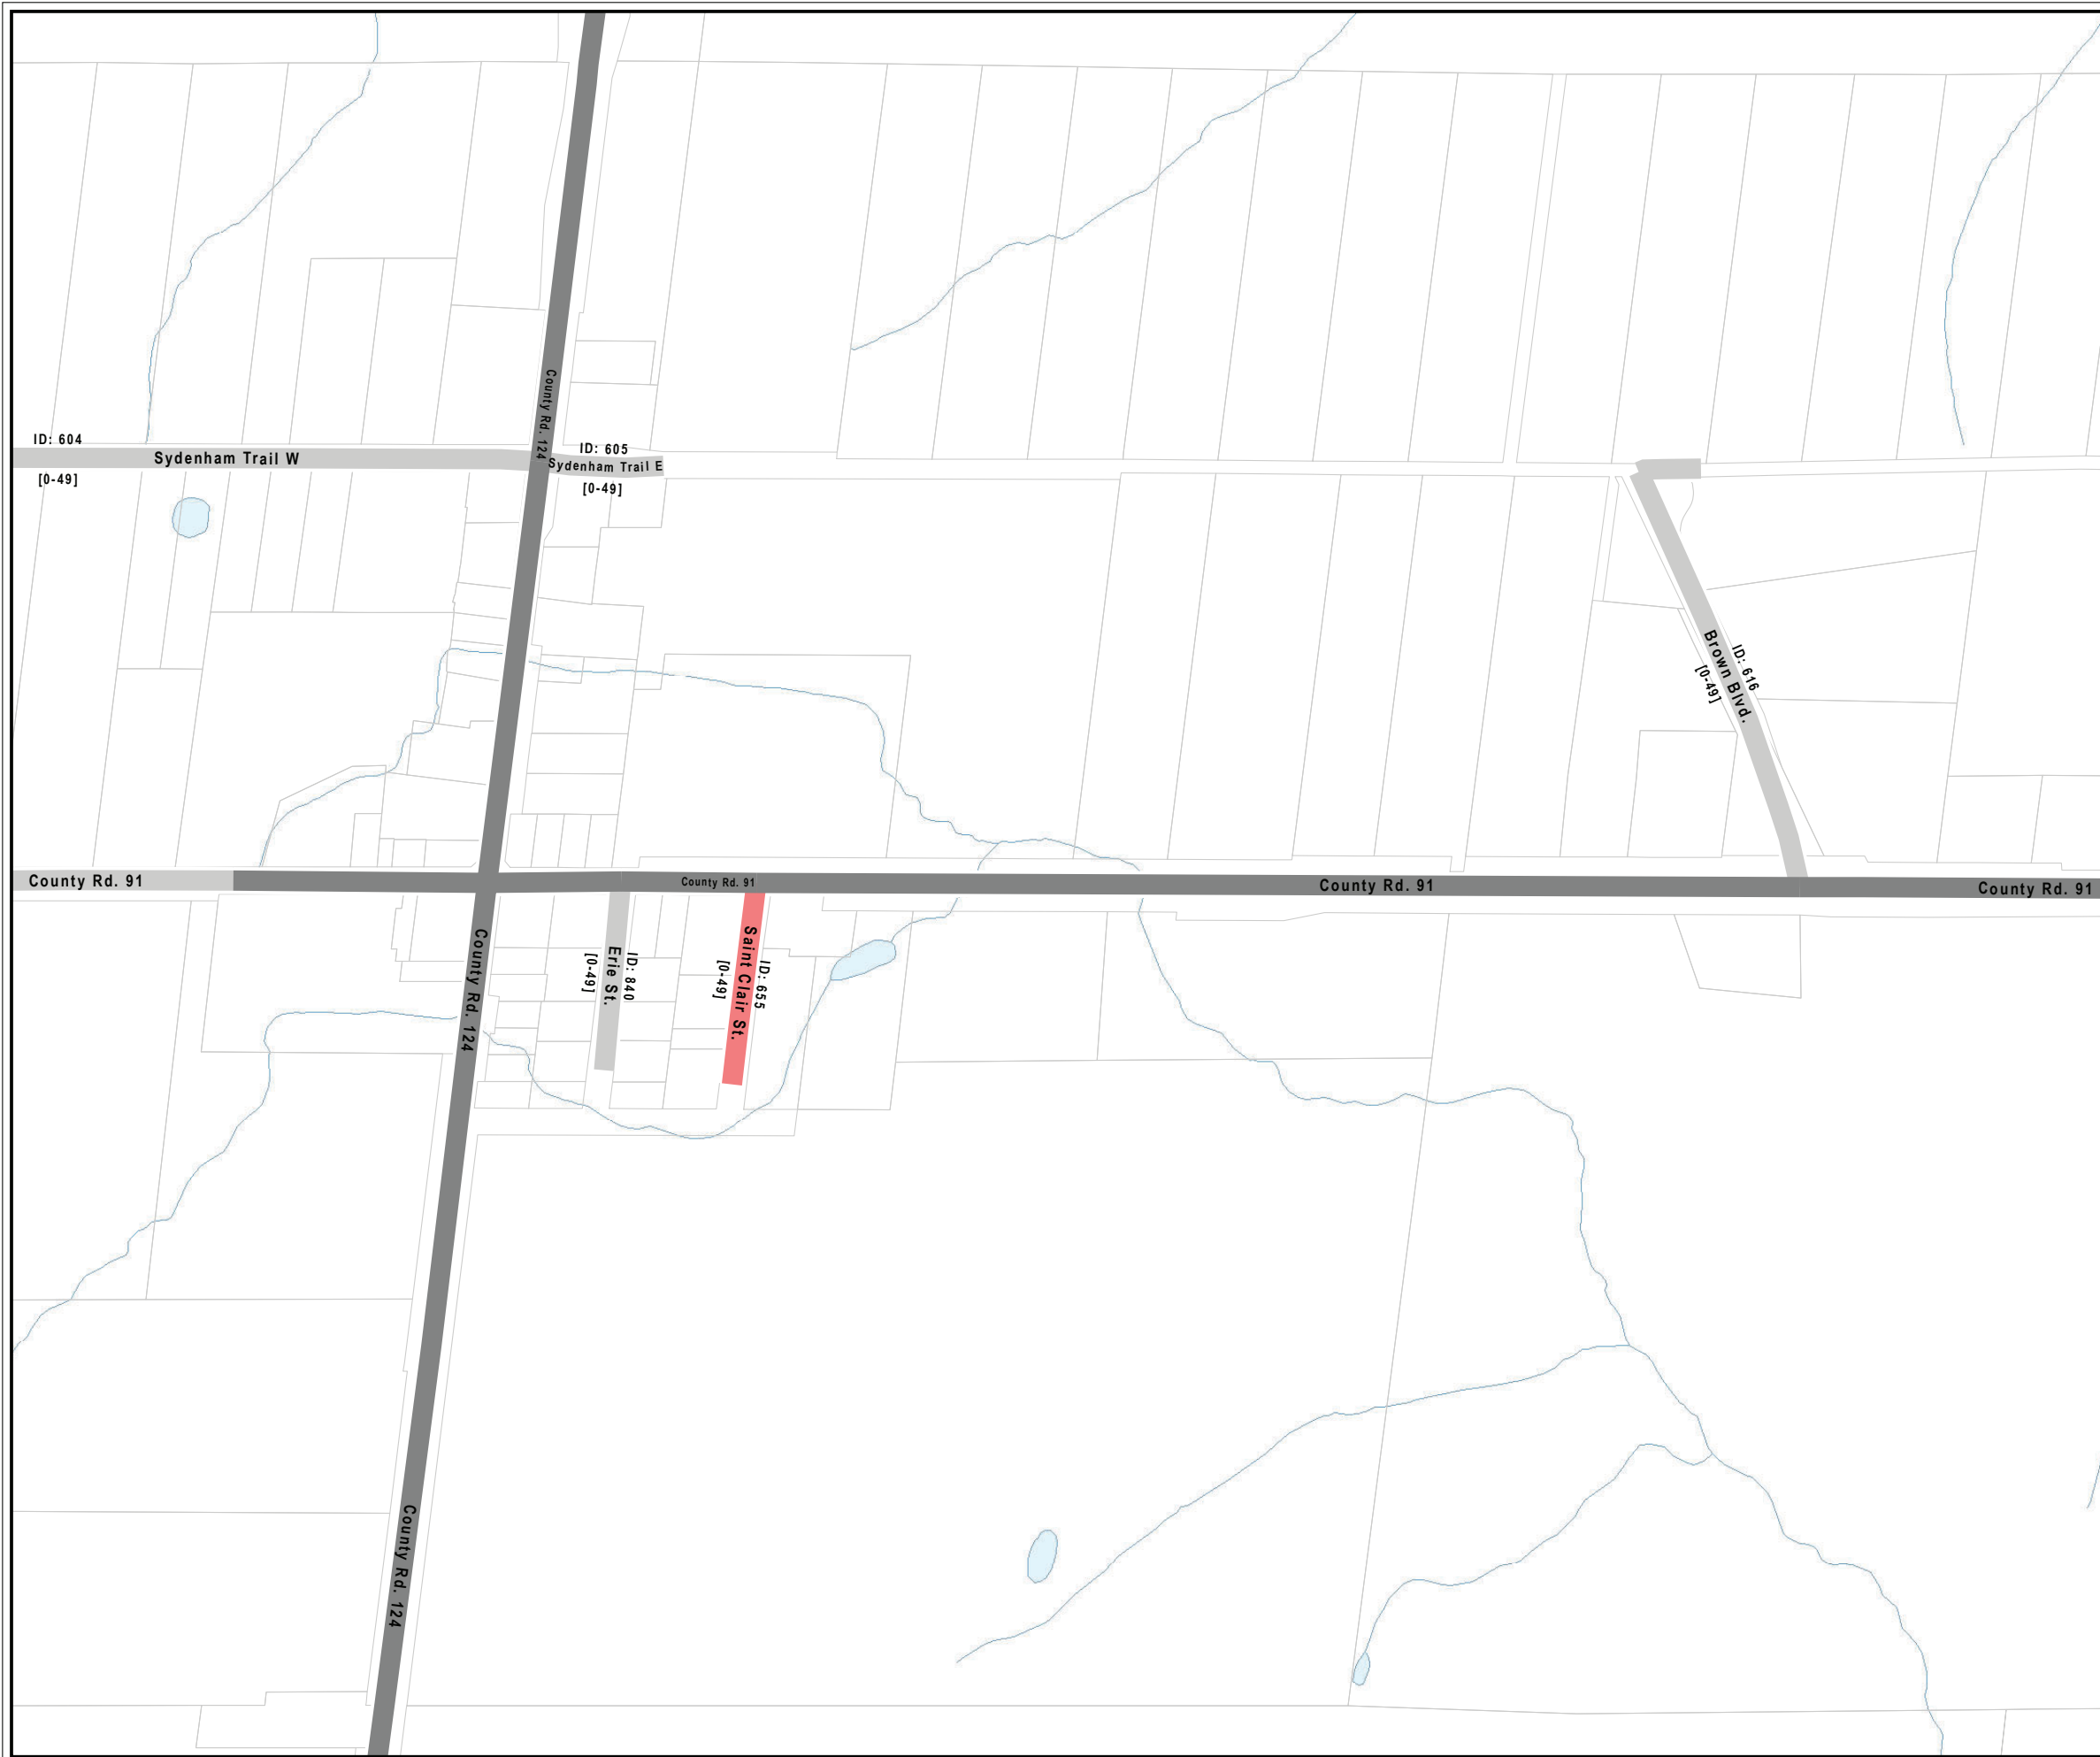 County Rd. 124
ID: 604
Sydenham Trail W
[0-49]
ID: 605
Sydenham Trail E
[0-49]
ID: 616
Brown Blvd.
[0-49]
County Rd. 91
County Rd. 91
County Rd. 91
County Rd. 91
County Rd. 124
ID: 840
Erie St.
[0-49]
ID: 655
Saint Clair St.
[0-49]
County Rd. 124